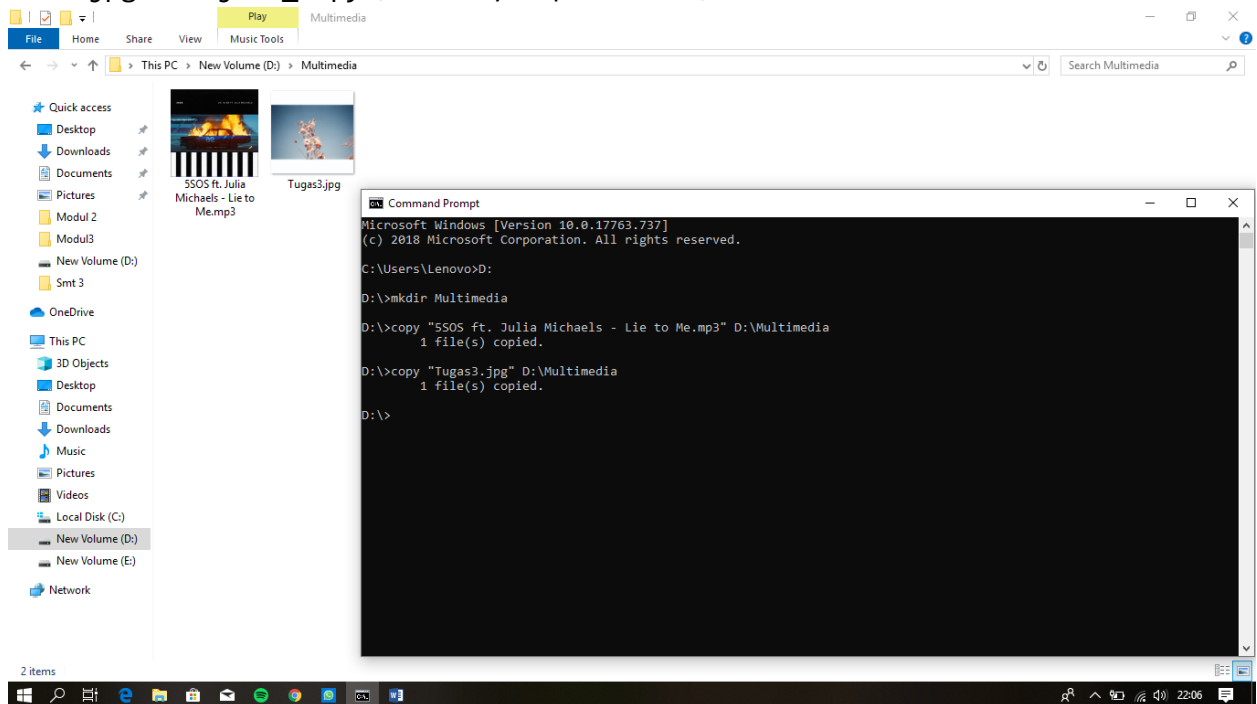 Play Multimedia
File Home Share View Music Tools
This PC > New Volume (D:) > Multimedia
Search Multimedia
Quick access
Desktop
Downloads
Documents
Pictures
Modul 2
Modul3
New Volume (D:)
Smt 3
OneDrive
This PC
3D Objects
Desktop
Documents
Downloads
Music
Pictures
Videos
Local Disk (C:)
New Volume (D:)
New Volume (E:)
Network
5SOS ft. Julia
Michaels - Lie to
Me.mp3
Tugas3.jpg
Command Prompt
Microsoft Windows [Version 10.0.17763.737]
(c) 2018 Microsoft Corporation. All rights reserved.
C:\Users\Lenovo>D:
D:\>mkdir Multimedia
D:\>copy "5SOS ft. Julia Michaels - Lie to Me.mp3" D:\Multimedia
1 file(s) copied.
D:\>copy "Tugas3.jpg" D:\Multimedia
1 file(s) copied.
D:\>
2 items
22:06